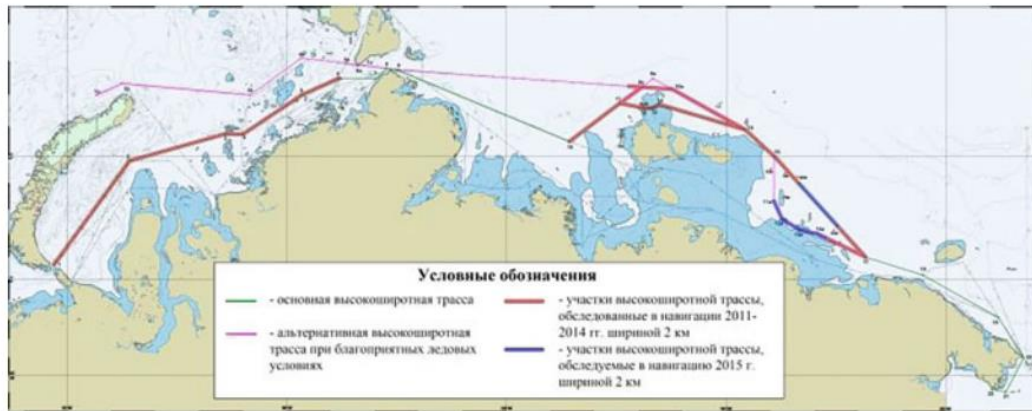 Условные обозначения
- основная высокоширотная трасса
- альтернативная высокоширотная
трасса при благоприятных ледовых
условиях
- участки высокоширотной трассы,
обследованные в навигации 2011-
2014 гг. шириной 2 км
- участки высокоширотной трассы,
обследуемые в навигацию 2015 г.
шириной 2 км